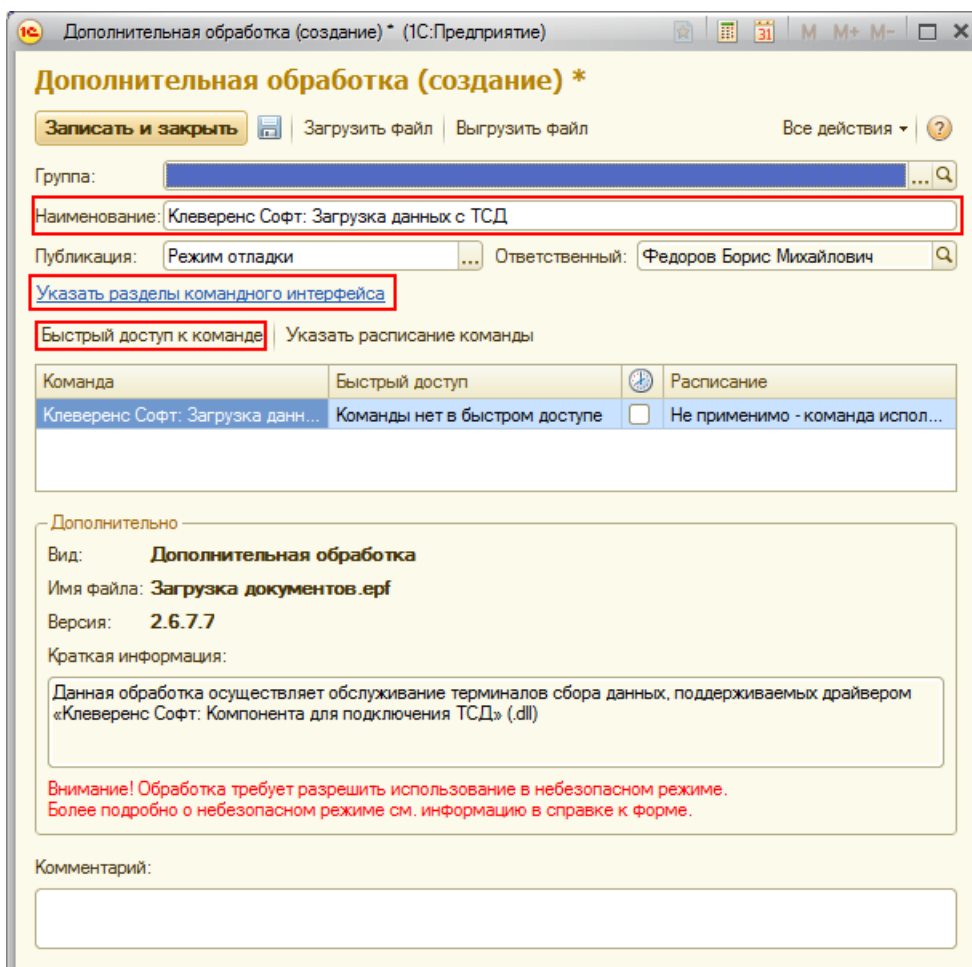 Дополнительная обработка (создание) * (1С:Предприятие)
31 M M+ M-
Дополнительная обработка (создание) *
Записать и закрыть Загрузить файл Выгрузить файл Все действия ?
Группа: ...
Наименование: Клеверенс Софт: Загрузка данных с ТСД
Публикация: Режим отладки ... Ответственный: Федоров Борис Михайлович
Указать разделы командного интерфейса
Быстрый доступ к команде Указать расписание команды
Команда Быстрый доступ Расписание
Клеверенс Софт: Загрузка данн... Команды нет в быстром доступе Не применимо - команда испол...
Дополнительно
Вид: Дополнительная обработка
Имя файла: Загрузка документов.epf
Версия: 2.6.7.7
Краткая информация:
Данная обработка осуществляет обслуживание терминалов сбора данных, поддерживаемых драйвером
«Клеверенс Софт: Компонента для подключения ТСД» (.dll)
Внимание! Обработка требует разрешить использование в небезопасном режиме.
Более подробно о небезопасном режиме см. информацию в справке к форме.
Комментарий: